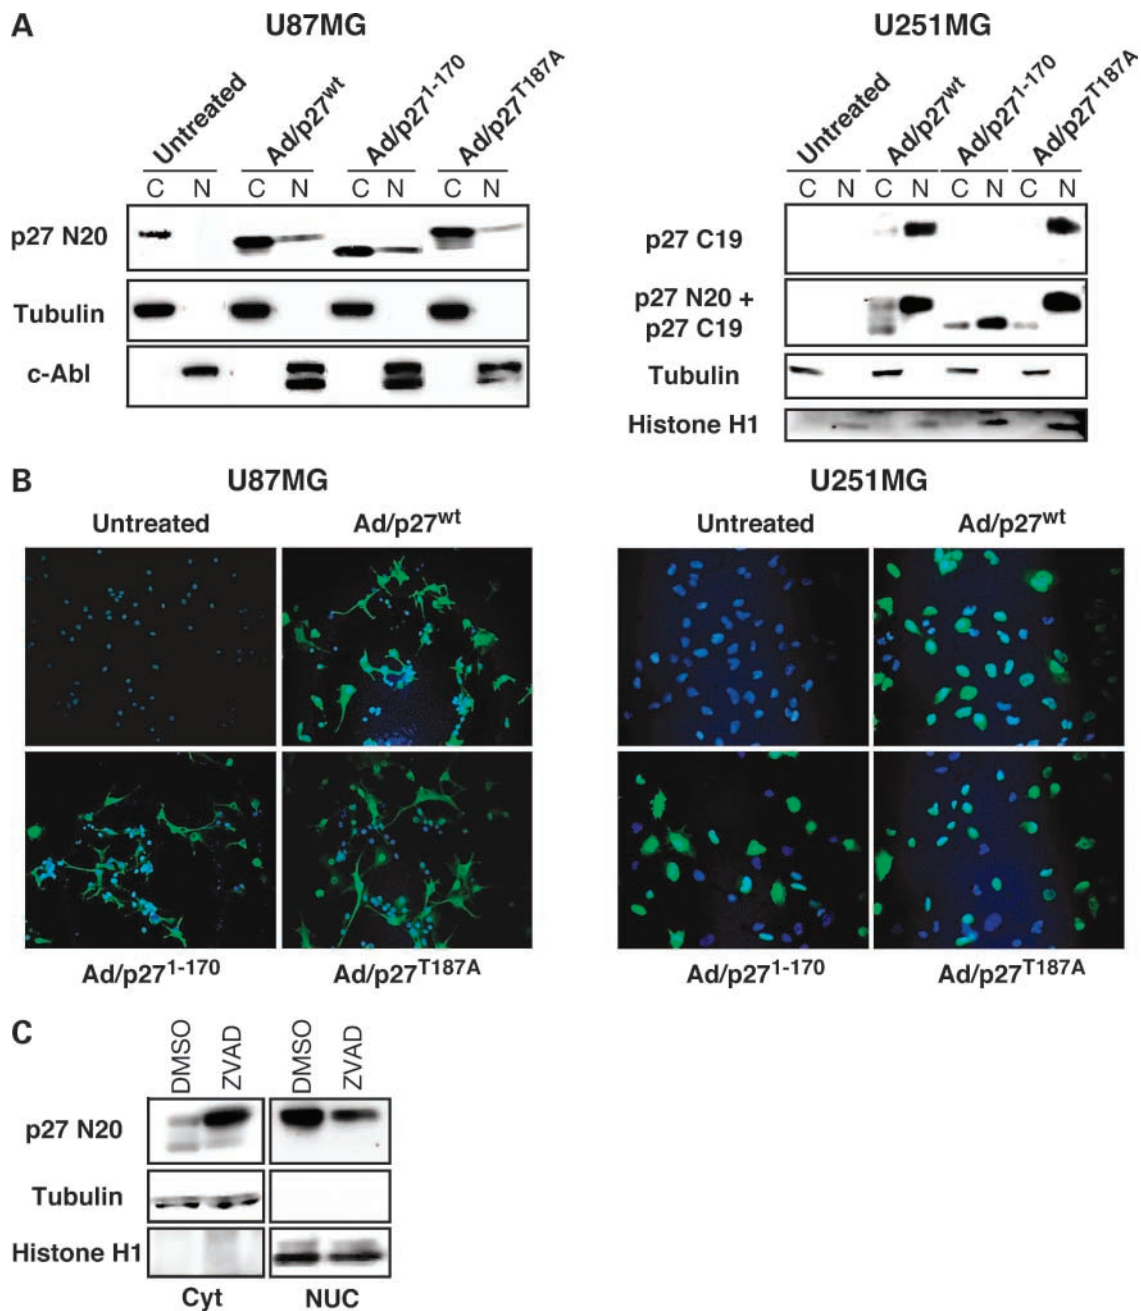 A
U87MG
U251MG
Untreated
Ad/p27wt
Ad/p271-170
Ad/p27T187A
Untreated
Ad/p27wt
Ad/p271-170
Ad/p27T187A
C N C N C N C N
C N C N C N C N
p27 N20
p27 C19
p27 N20 +
p27 C19
Tubulin
Tubulin
c-Abl
Histone H1
B
U87MG
U251MG
Untreated
Ad/p27wt
Untreated
Ad/p27wt
Ad/p271-170
Ad/p27T187A
Ad/p271-170
Ad/p27T187A
C
DMSO
ZVAD
DMSO
ZVAD
p27 N20
Tubulin
Histone H1
Cyt
NUC